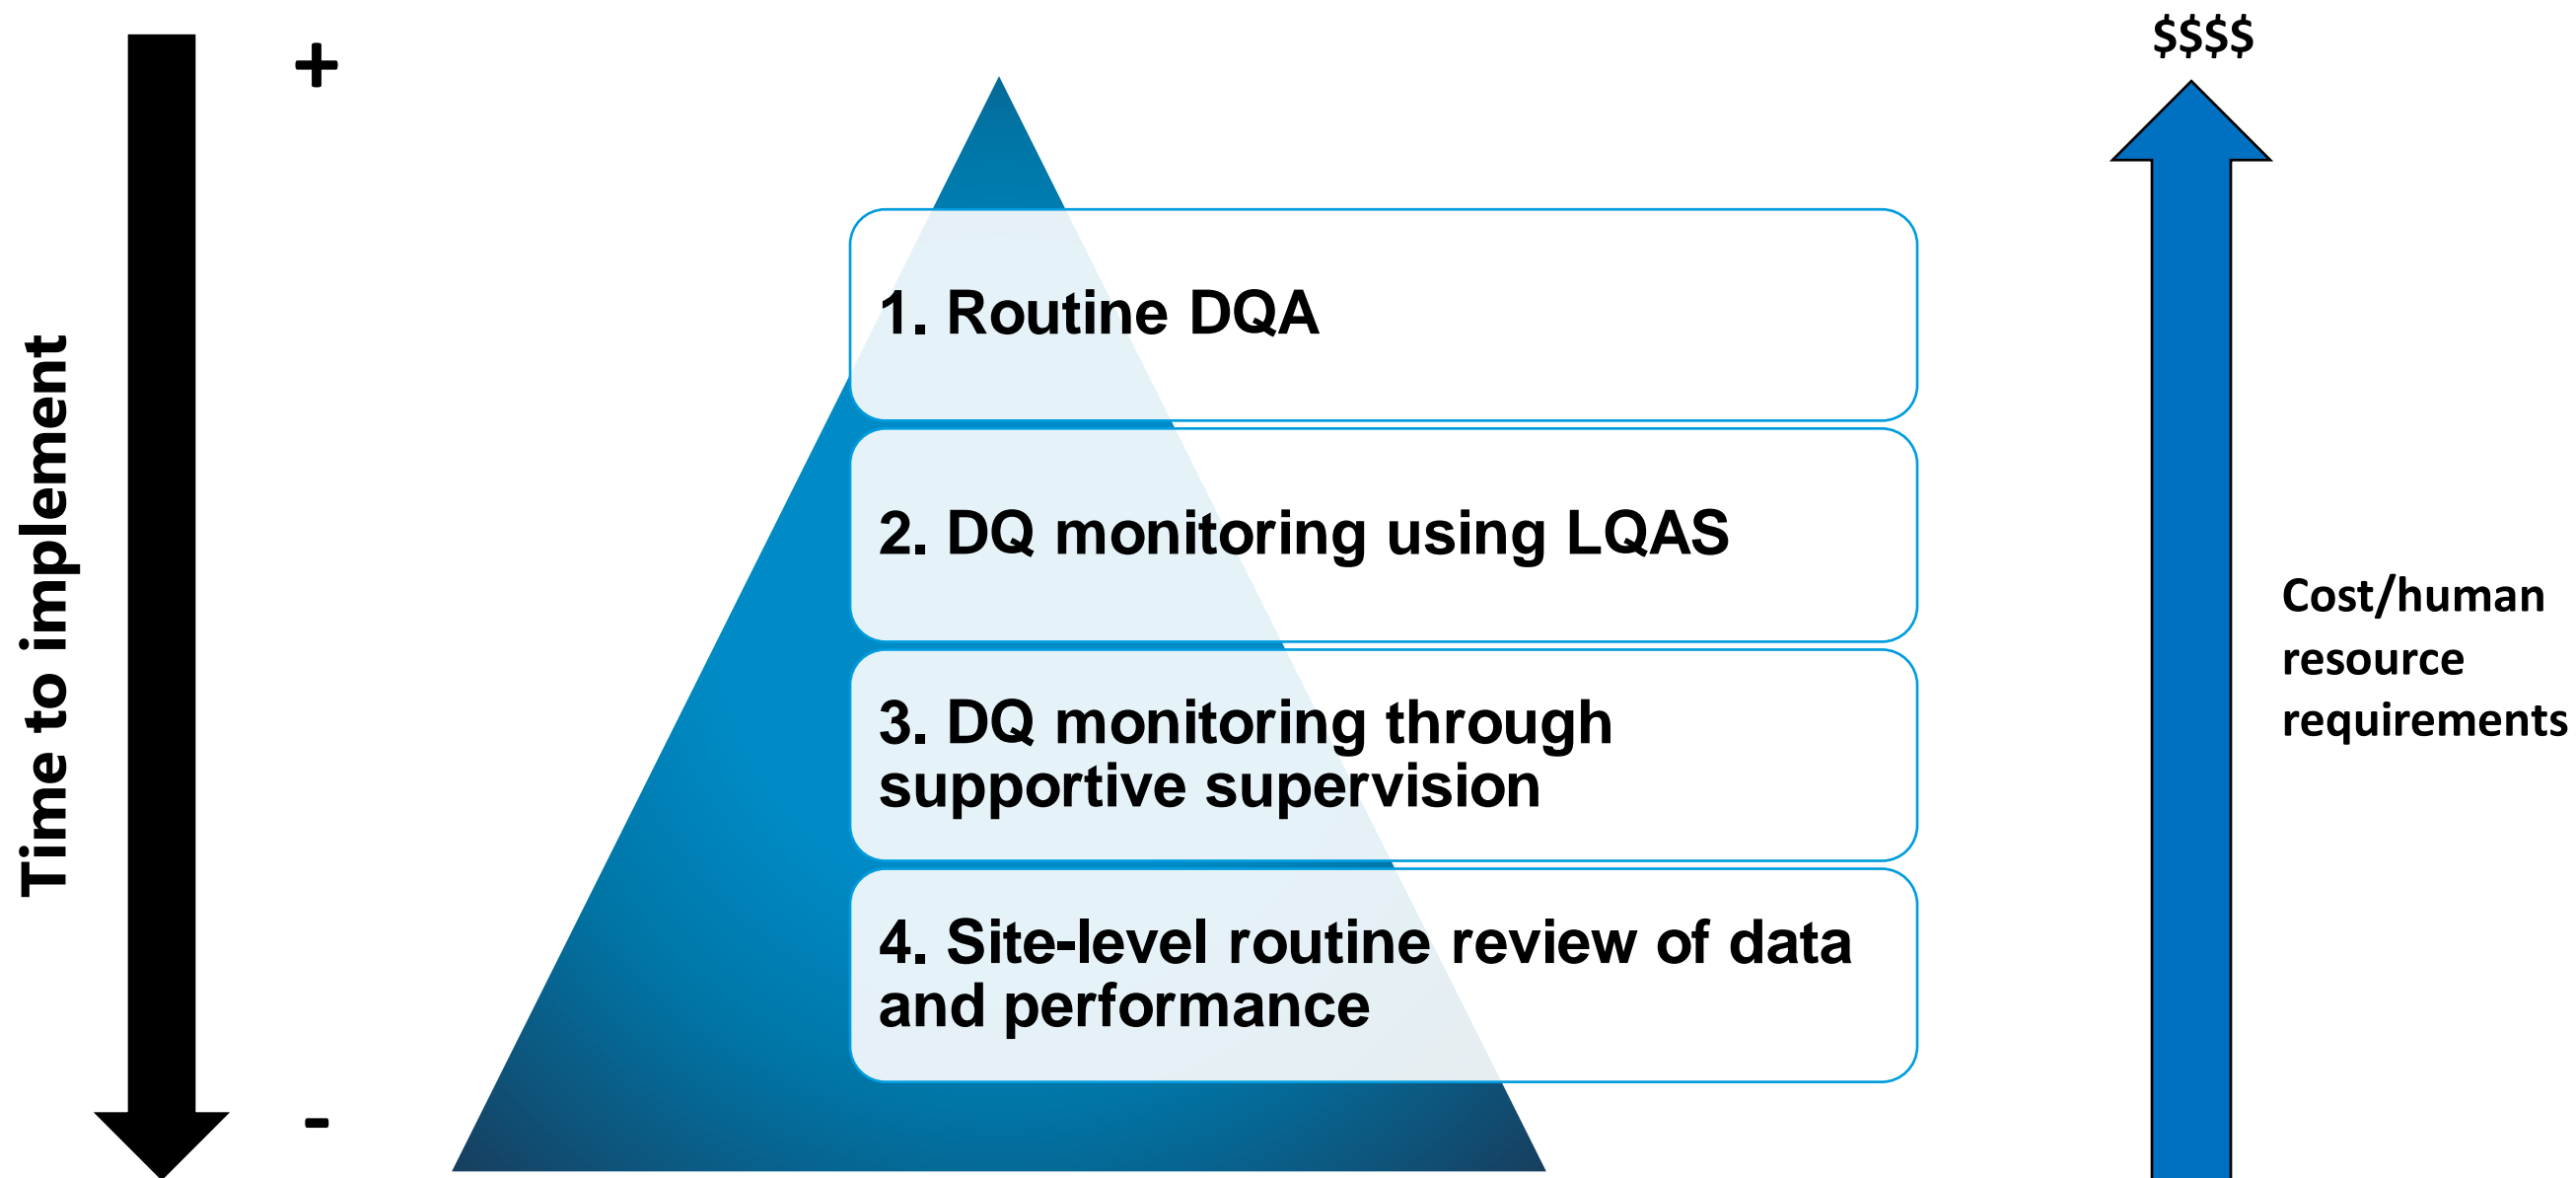 $$$$
+
Time to implement
1. Routine DQA
2. DQ monitoring using LQAS
3. DQ monitoring through
supportive supervision
4. Site-level routine review of data
and performance
Cost/human
resource
requirements
-